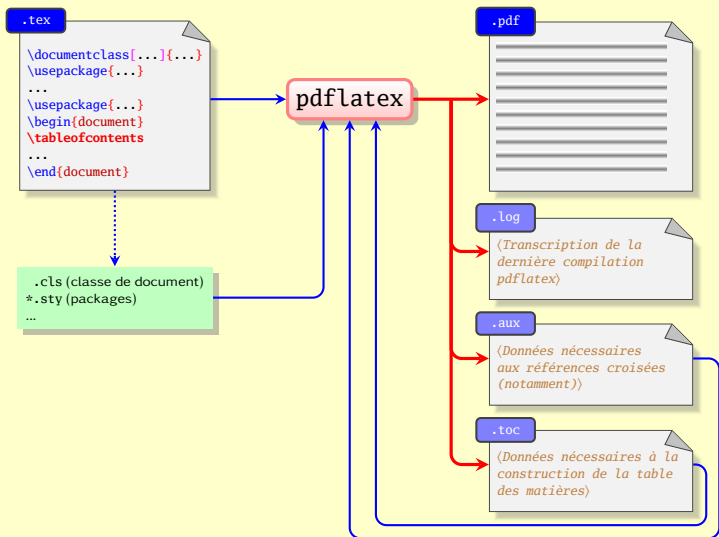 .tex
\documentclass[...]{...}
\usepackage{...}
...
\usepackage{...}
\begin{document}
\tableofcontents
...
\end{document}
.cls (classe de document)
*.sty (packages)
...
pdflatex
.pdf
.log
⟨Transcription de la
dernière compilation
pdflatex⟩
.aux
⟨Données nécessaires
aux références croisées
(notamment)⟩
.toc
⟨Données nécessaires à la
construction de la table
des matières⟩